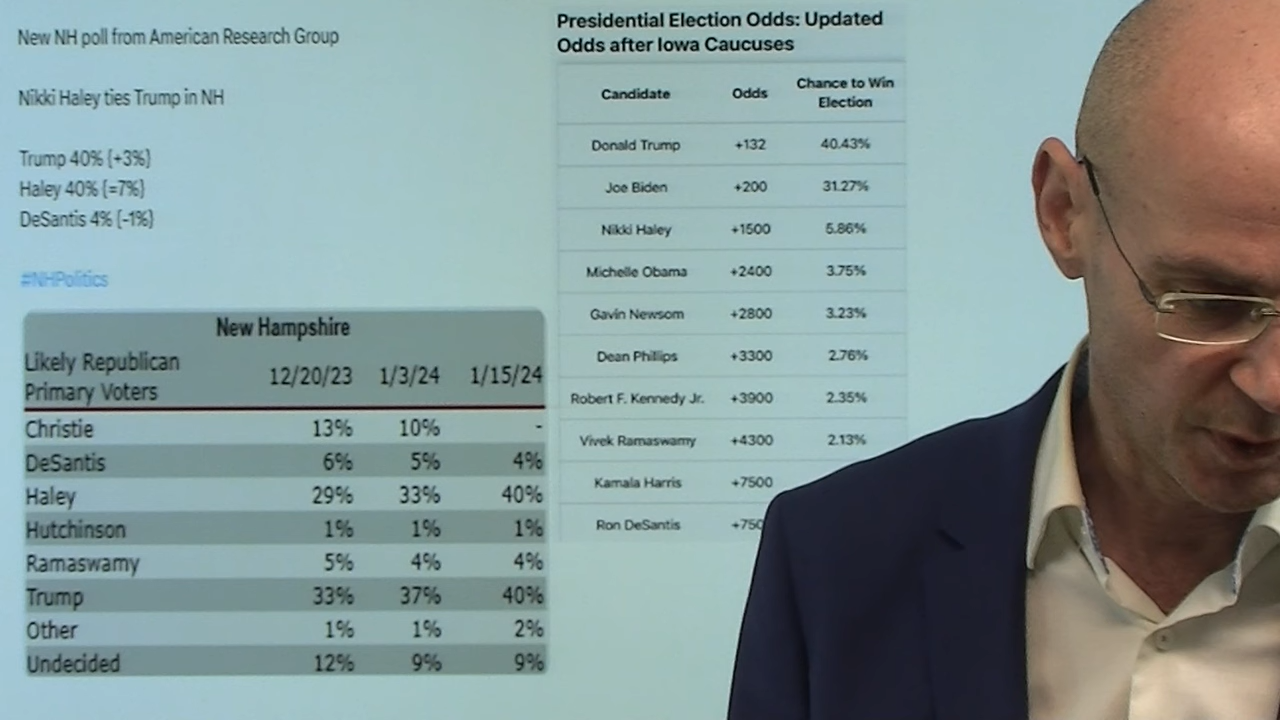 New NH poll from American Research Group
Nikki Haley ties Trump in NH
Trump 40% (+3%)
Haley 40% (=7%)
DeSantis 4% (-1%)
#NHPolitics
New Hampshire
Likely Republican
Primary Voters 12/20/23 1/3/24 1/15/24
Christie 13% 10% -
DeSantis 6% 5% 4%
Haley 29% 33% 40%
Hutchinson 1% 1% 1%
Ramaswamy 5% 4% 4%
Trump 33% 37% 40%
Other 1% 1% 2%
Undecided 12% 9% 9%
Presidential Election Odds: Updated
Odds after Iowa Caucuses
Candidate Odds Chance to Win
Election
Donald Trump +132 40.43%
Joe Biden +200 31.27%
Nikki Haley +1500 5.86%
Michelle Obama +2400 3.75%
Gavin Newsom +2800 3.23%
Dean Phillips +3300 2.76%
Robert F. Kennedy Jr. +3900 2.35%
Vivek Ramaswamy +4300 2.13%
Kamala Harris +7500
Ron DeSantis